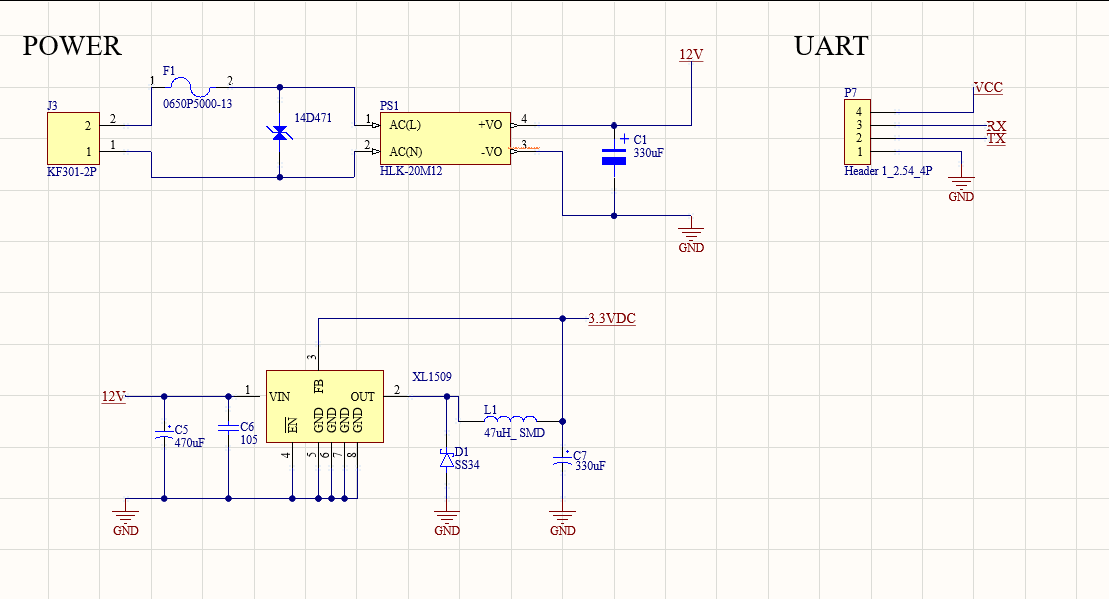 POWER
UART
12V
F1
1
2
0650P5000-13
J3
2
2
1
1
KF301-2P
14D471
PS1
1
AC(L)
+VO
4
2
AC(N)
-VO
3
HLK-20M12
C1
330uF
GND
P7
VCC
4
3
RX
2
TX
1
Header 1_2.54_4P
GND
3.3VDC
3
XL1509
12V
1
VIN
FB
OUT
2
EN
GND
GND
GND
GND
C5
470uF
C6
105
4
5
6
7
8
L1
47uH_SMD
D1
SS34
C7
330uF
GND
GND
GND